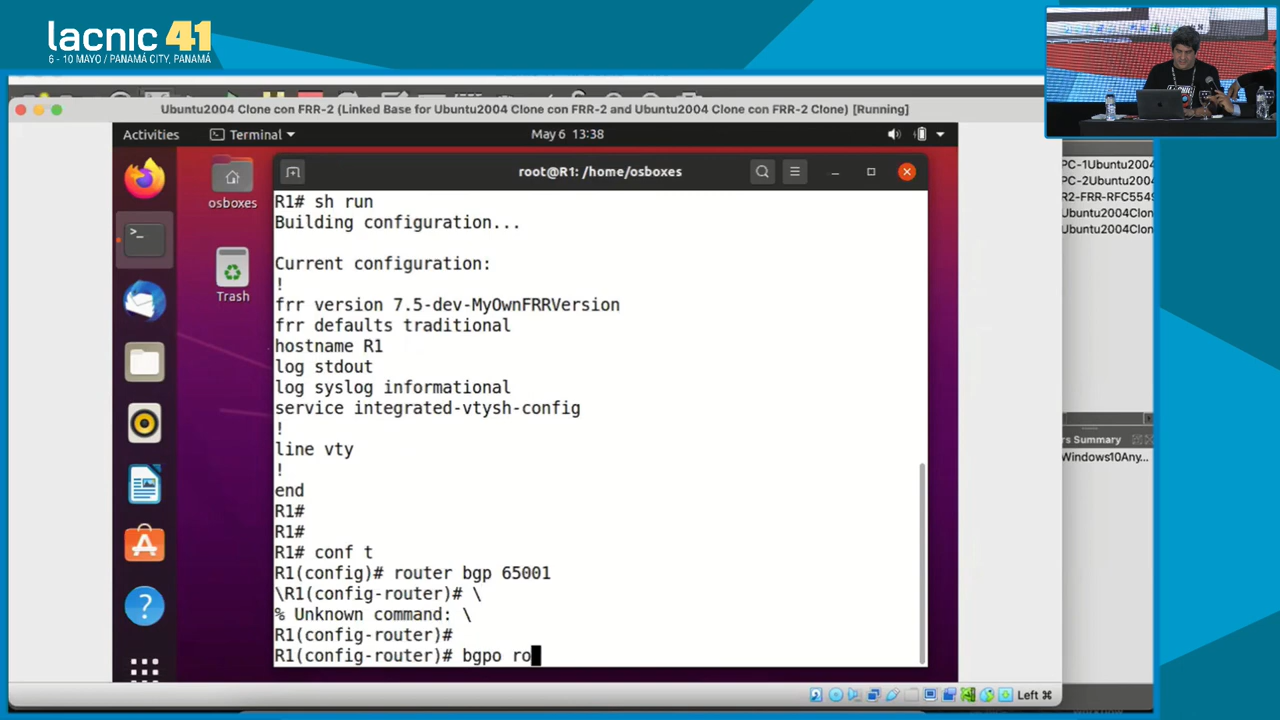 lacnic 41
6 - 10 MAYO / PANAMÁ CITY, PANAMÁ
Ubuntu2004 Clone con FRR-2 (Linked Base for Ubuntu2004 Clone con FRR-2 and Ubuntu2004 Clone con FRR-2 Clone) [Running]
Activities
Terminal
May 6 13:38
root@R1: /home/osboxes
osboxes
Trash
R1# sh run
Building configuration...
Current configuration:
!
frr version 7.5-dev-MyOwnFRRVersion
frr defaults traditional
hostname R1
log stdout
log syslog informational
service integrated-vtysh-config
!
line vty
!
end
R1#
R1#
R1# conf t
R1(config)# router bgp 65001
\R1(config-router)# \
% Unknown command: \
R1(config-router)#
R1(config-router)# bgpo ro
PC-1Ubuntu2004
PC-2Ubuntu2004
R2-FRR-RFC5549
Ubuntu2004Clon
Ubuntu2004Clon
rs Summary
Windows10Any...
Left ⌘